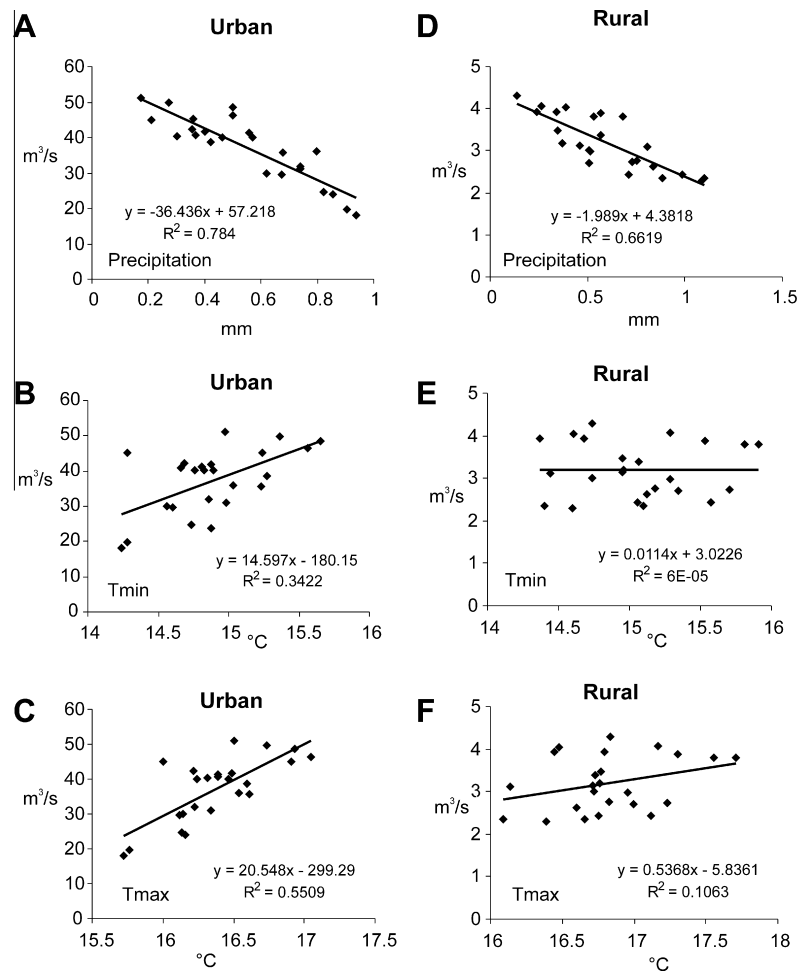 A
Urban
60
50
40
30
20
10
0
m³/s
y = -36.436x + 57.218
R² = 0.784
Precipitation
0 0.2 0.4 0.6 0.8 1
mm
D
Rural
5
4
3
2
1
0
m³/s
y = -1.989x + 4.3818
R² = 0.6619
Precipitation
0 0.5 1 1.5
mm
B
Urban
60
50
40
30
20
10
0
m³/s
y = 14.597x - 180.15
R² = 0.3422
Tmin
14 14.5 15 15.5 16
°C
E
Rural
5
4
3
2
1
0
m³/s
y = 0.0114x + 3.0226
R² = 6E-05
Tmin
14 14.5 15 15.5 16
°C
C
Urban
60
50
40
30
20
10
0
m³/s
y = 20.548x - 299.29
R² = 0.5509
Tmax
15.5 16 16.5 17 17.5
°C
F
Rural
5
4
3
2
1
0
m³/s
y = 0.5368x - 5.8361
R² = 0.1063
Tmax
16 16.5 17 17.5 18
°C